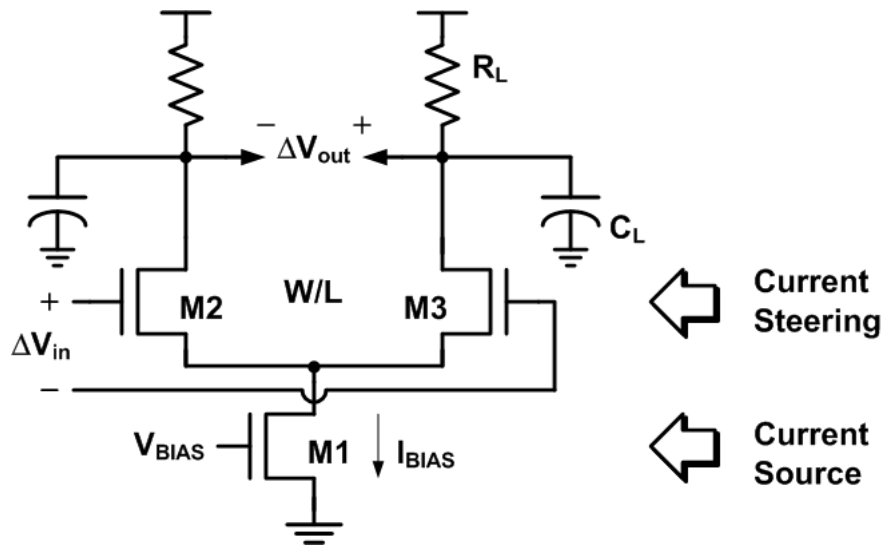 R_L
− ΔV_out +
C_L
+
M2
W/L
M3
Current
Steering
ΔV_in
−
V_BIAS
M1
I_BIAS
Current
Source